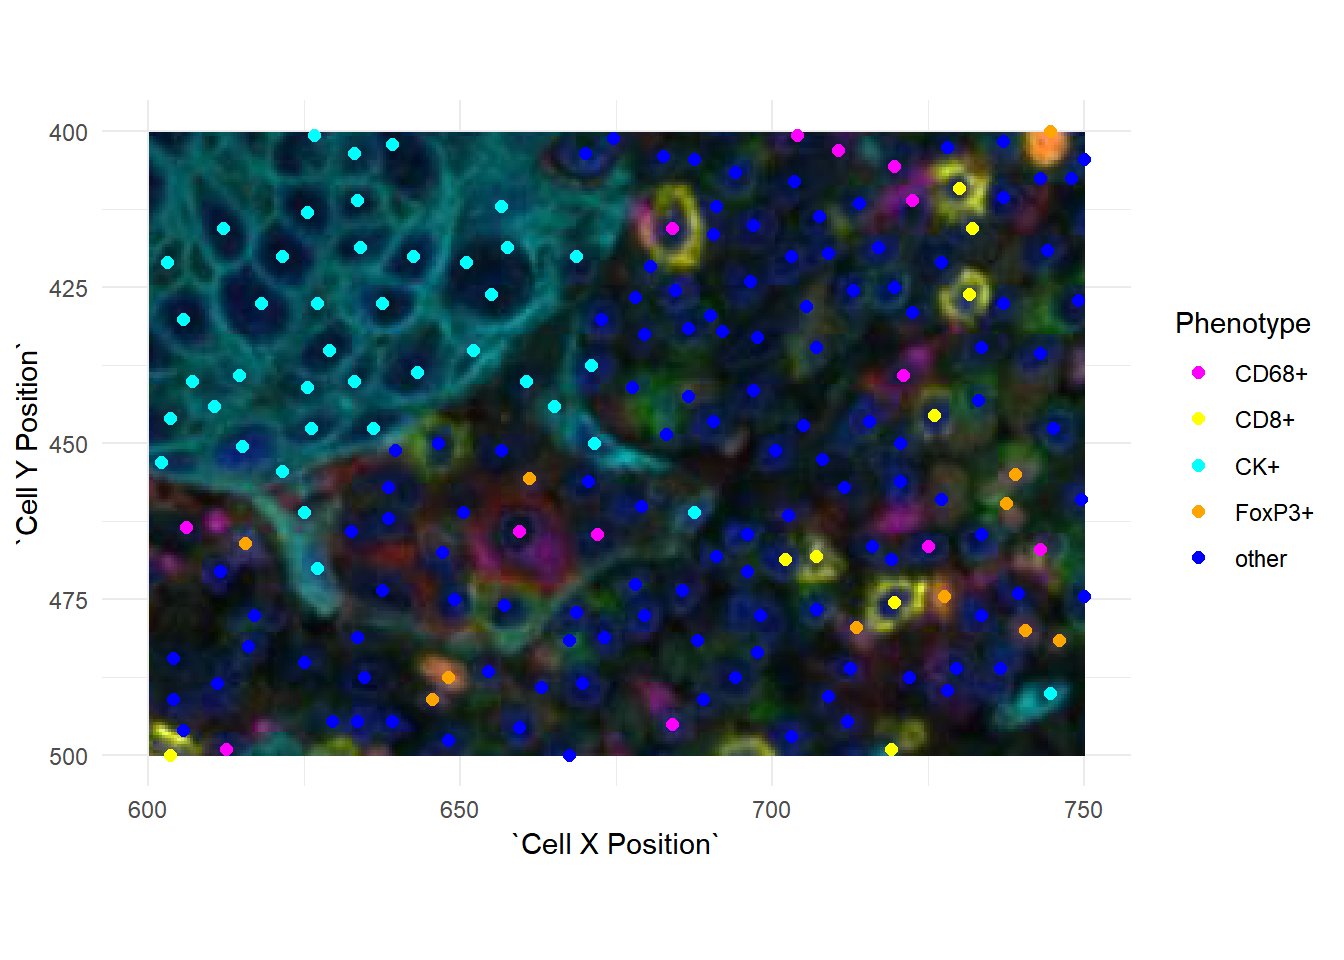 400
425
450
475
500
`Cell Y Position`
600
650
700
750
`Cell X Position`
Phenotype
CD68+
CD8+
CK+
FoxP3+
other